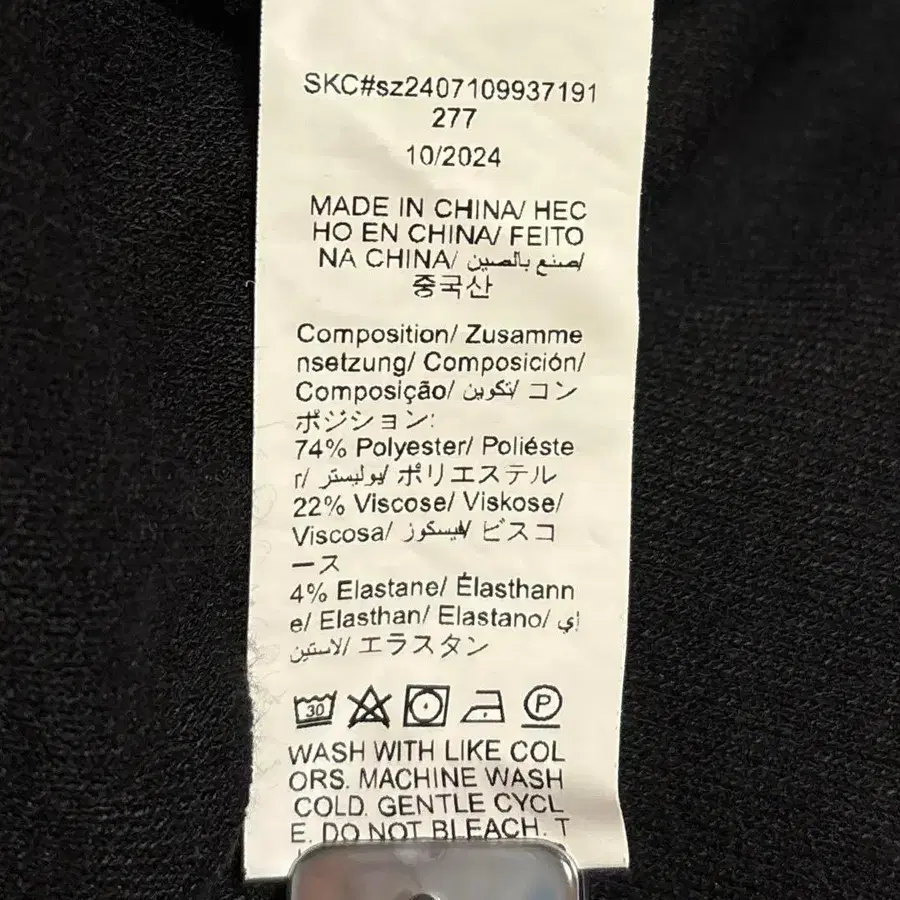 SKC#sz2407109937191
277
10/2024
MADE IN CHINA/ HEC
HO EN CHINA/ FEITO
NA CHINA/ صنع بالصين/
중국산
Composition/ Zusamme
nsetzung/ Composición/
Composição/ تكوين/ コン
ポジション:
74% Polyester/ Poliéste
r/ بوليستر/ ポリエステル
22% Viscose/ Viskose/
Viscosa/ فيسكوز/ ビスコ
ース
4% Elastane/ Élasthann
e/ Elasthan/ Elastano/ إي
لاستين/ エラスタン
30 P
WASH WITH LIKE COL
ORS. MACHINE WASH
COLD. GENTLE CYCL
E. DO NOT BLEACH. T